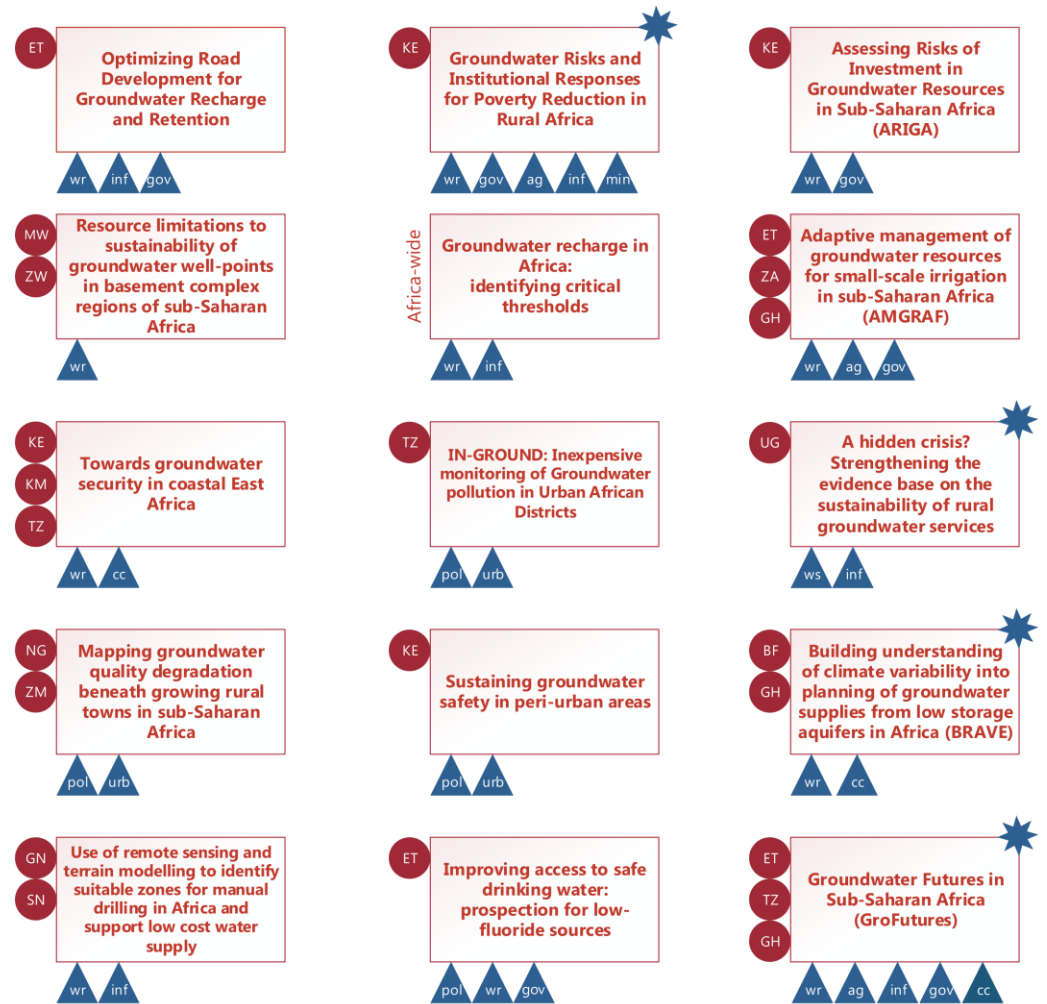 ET
Optimizing Road
Development for
Groundwater Recharge
and Retention
wr inf gov
KE
Groundwater Risks and
Institutional Responses
for Poverty Reduction in
Rural Africa
wr gov ag inf min
KE
Assessing Risks of
Investment in
Groundwater Resources
in Sub-Saharan Africa
(ARIGA)
wr gov
MW
ZW
Resource limitations to
sustainability of
groundwater well-points
in basement complex
regions of sub-Saharan
Africa
wr
Africa-wide
Groundwater recharge in
Africa:
identifying critical
thresholds
wr inf
ET
ZA
GH
Adaptive management of
groundwater resources
for small-scale irrigation
in sub-Saharan Africa
(AMGRAF)
wr ag gov
KE
KM
TZ
Towards groundwater
security in coastal East
Africa
wr cc
TZ
IN-GROUND: Inexpensive
monitoring of Groundwater
pollution in Urban African
Districts
pol urb
UG
A hidden crisis?
Strengthening the
evidence base on the
sustainability of rural
groundwater services
ws inf
NG
ZM
Mapping groundwater
quality degradation
beneath growing rural
towns in sub-Saharan
Africa
pol urb
KE
Sustaining groundwater
safety in peri-urban areas
pol urb
BF
GH
Building understanding
of climate variability into
planning of groundwater
supplies from low storage
aquifers in Africa (BRAVE)
wr cc
GN
SN
Use of remote sensing and
terrain modelling to identify
suitable zones for manual
drilling in Africa and
support low cost water
supply
wr inf
ET
Improving access to safe
drinking water:
prospection for low-
fluoride sources
pol wr gov
ET
TZ
GH
Groundwater Futures in
Sub-Saharan Africa
(GroFutures)
wr ag inf gov cc